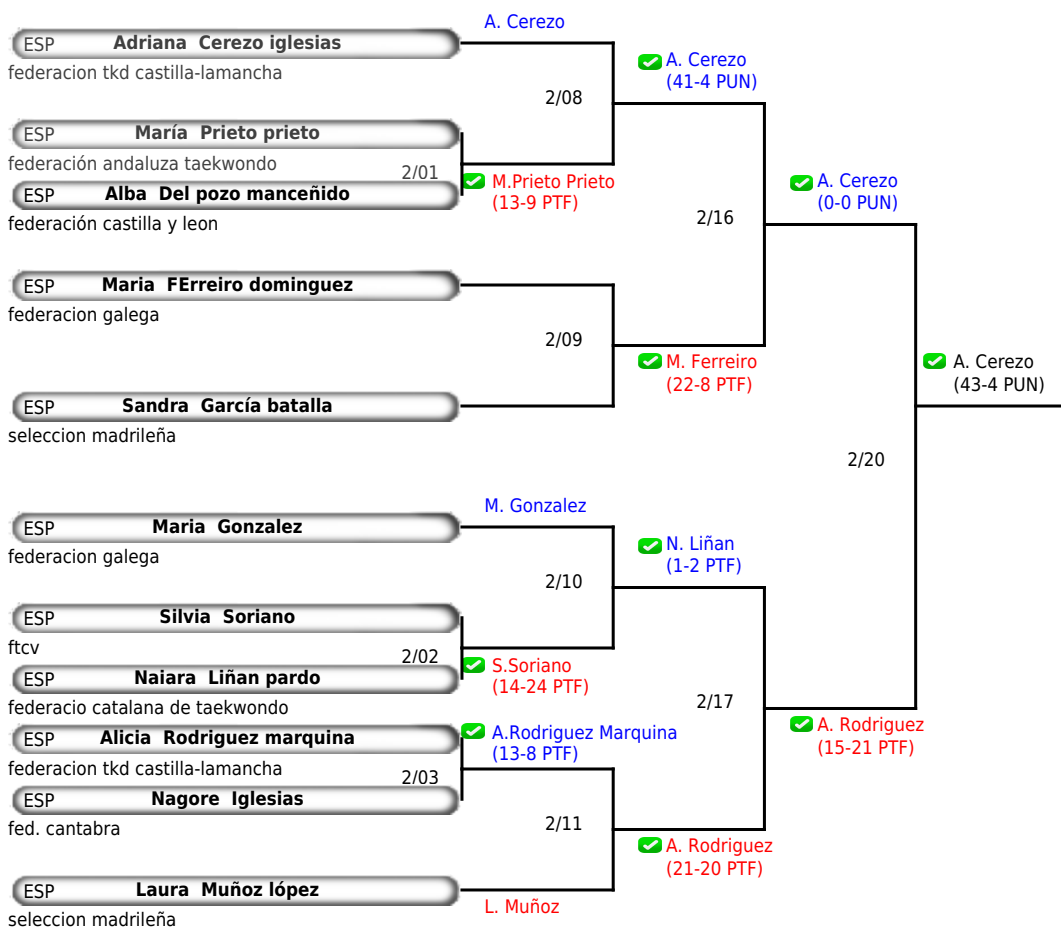 A. Cerezo
ESP Adriana Cerezo iglesias
federacion tkd castilla-lamancha
A. Cerezo
(41-4 PUN)
2/08
ESP María Prieto prieto
federación andaluza taekwondo
2/01
ESP Alba Del pozo manceñido
federación castilla y leon
M.Prieto Prieto
(13-9 PTF)
A. Cerezo
(0-0 PUN)
2/16
ESP Maria FErreiro dominguez
federacion galega
2/09
M. Ferreiro
(22-8 PTF)
A. Cerezo
(43-4 PUN)
ESP Sandra García batalla
seleccion madrileña
2/20
M. Gonzalez
ESP Maria Gonzalez
federacion galega
N. Liñan
(1-2 PTF)
2/10
ESP Silvia Soriano
ftcv
2/02
ESP Naiara Liñan pardo
federacio catalana de taekwondo
S.Soriano
(14-24 PTF)
2/17
ESP Alicia Rodriguez marquina
federacion tkd castilla-lamancha
A.Rodriguez Marquina
(13-8 PTF)
A. Rodriguez
(15-21 PTF)
2/03
ESP Nagore Iglesias
fed. cantabra
2/11
A. Rodriguez
(21-20 PTF)
ESP Laura Muñoz lópez
seleccion madrileña
L. Muñoz